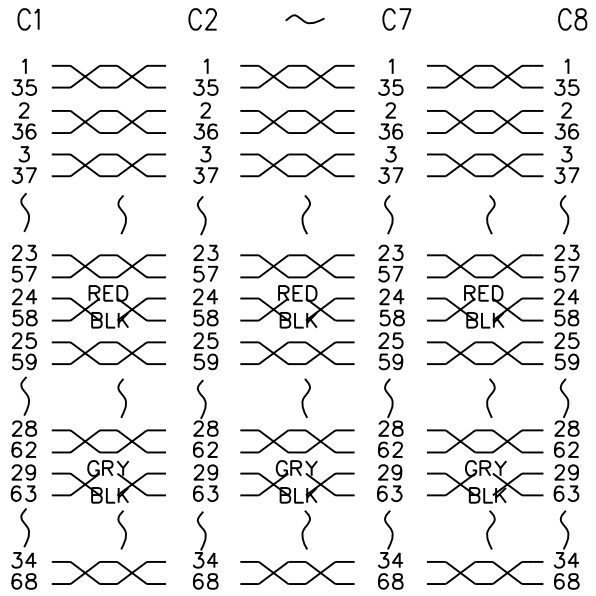 C1 C2 ~ C7 C8
1 1 1 1
35 35 35 35
2 2 2 2
36 36 36 36
3 3 3 3
37 37 37 37
23 23 23 23
57 57 57 57
RED RED RED
24 24 24 24
58 BLK 58 BLK 58 BLK 58
25 25 25 25
59 59 59 59
28 28 28 28
62 62 62 62
GRY GRY GRY
29 29 29 29
63 BLK 63 BLK 63 BLK 63
34 34 34 34
68 68 68 68